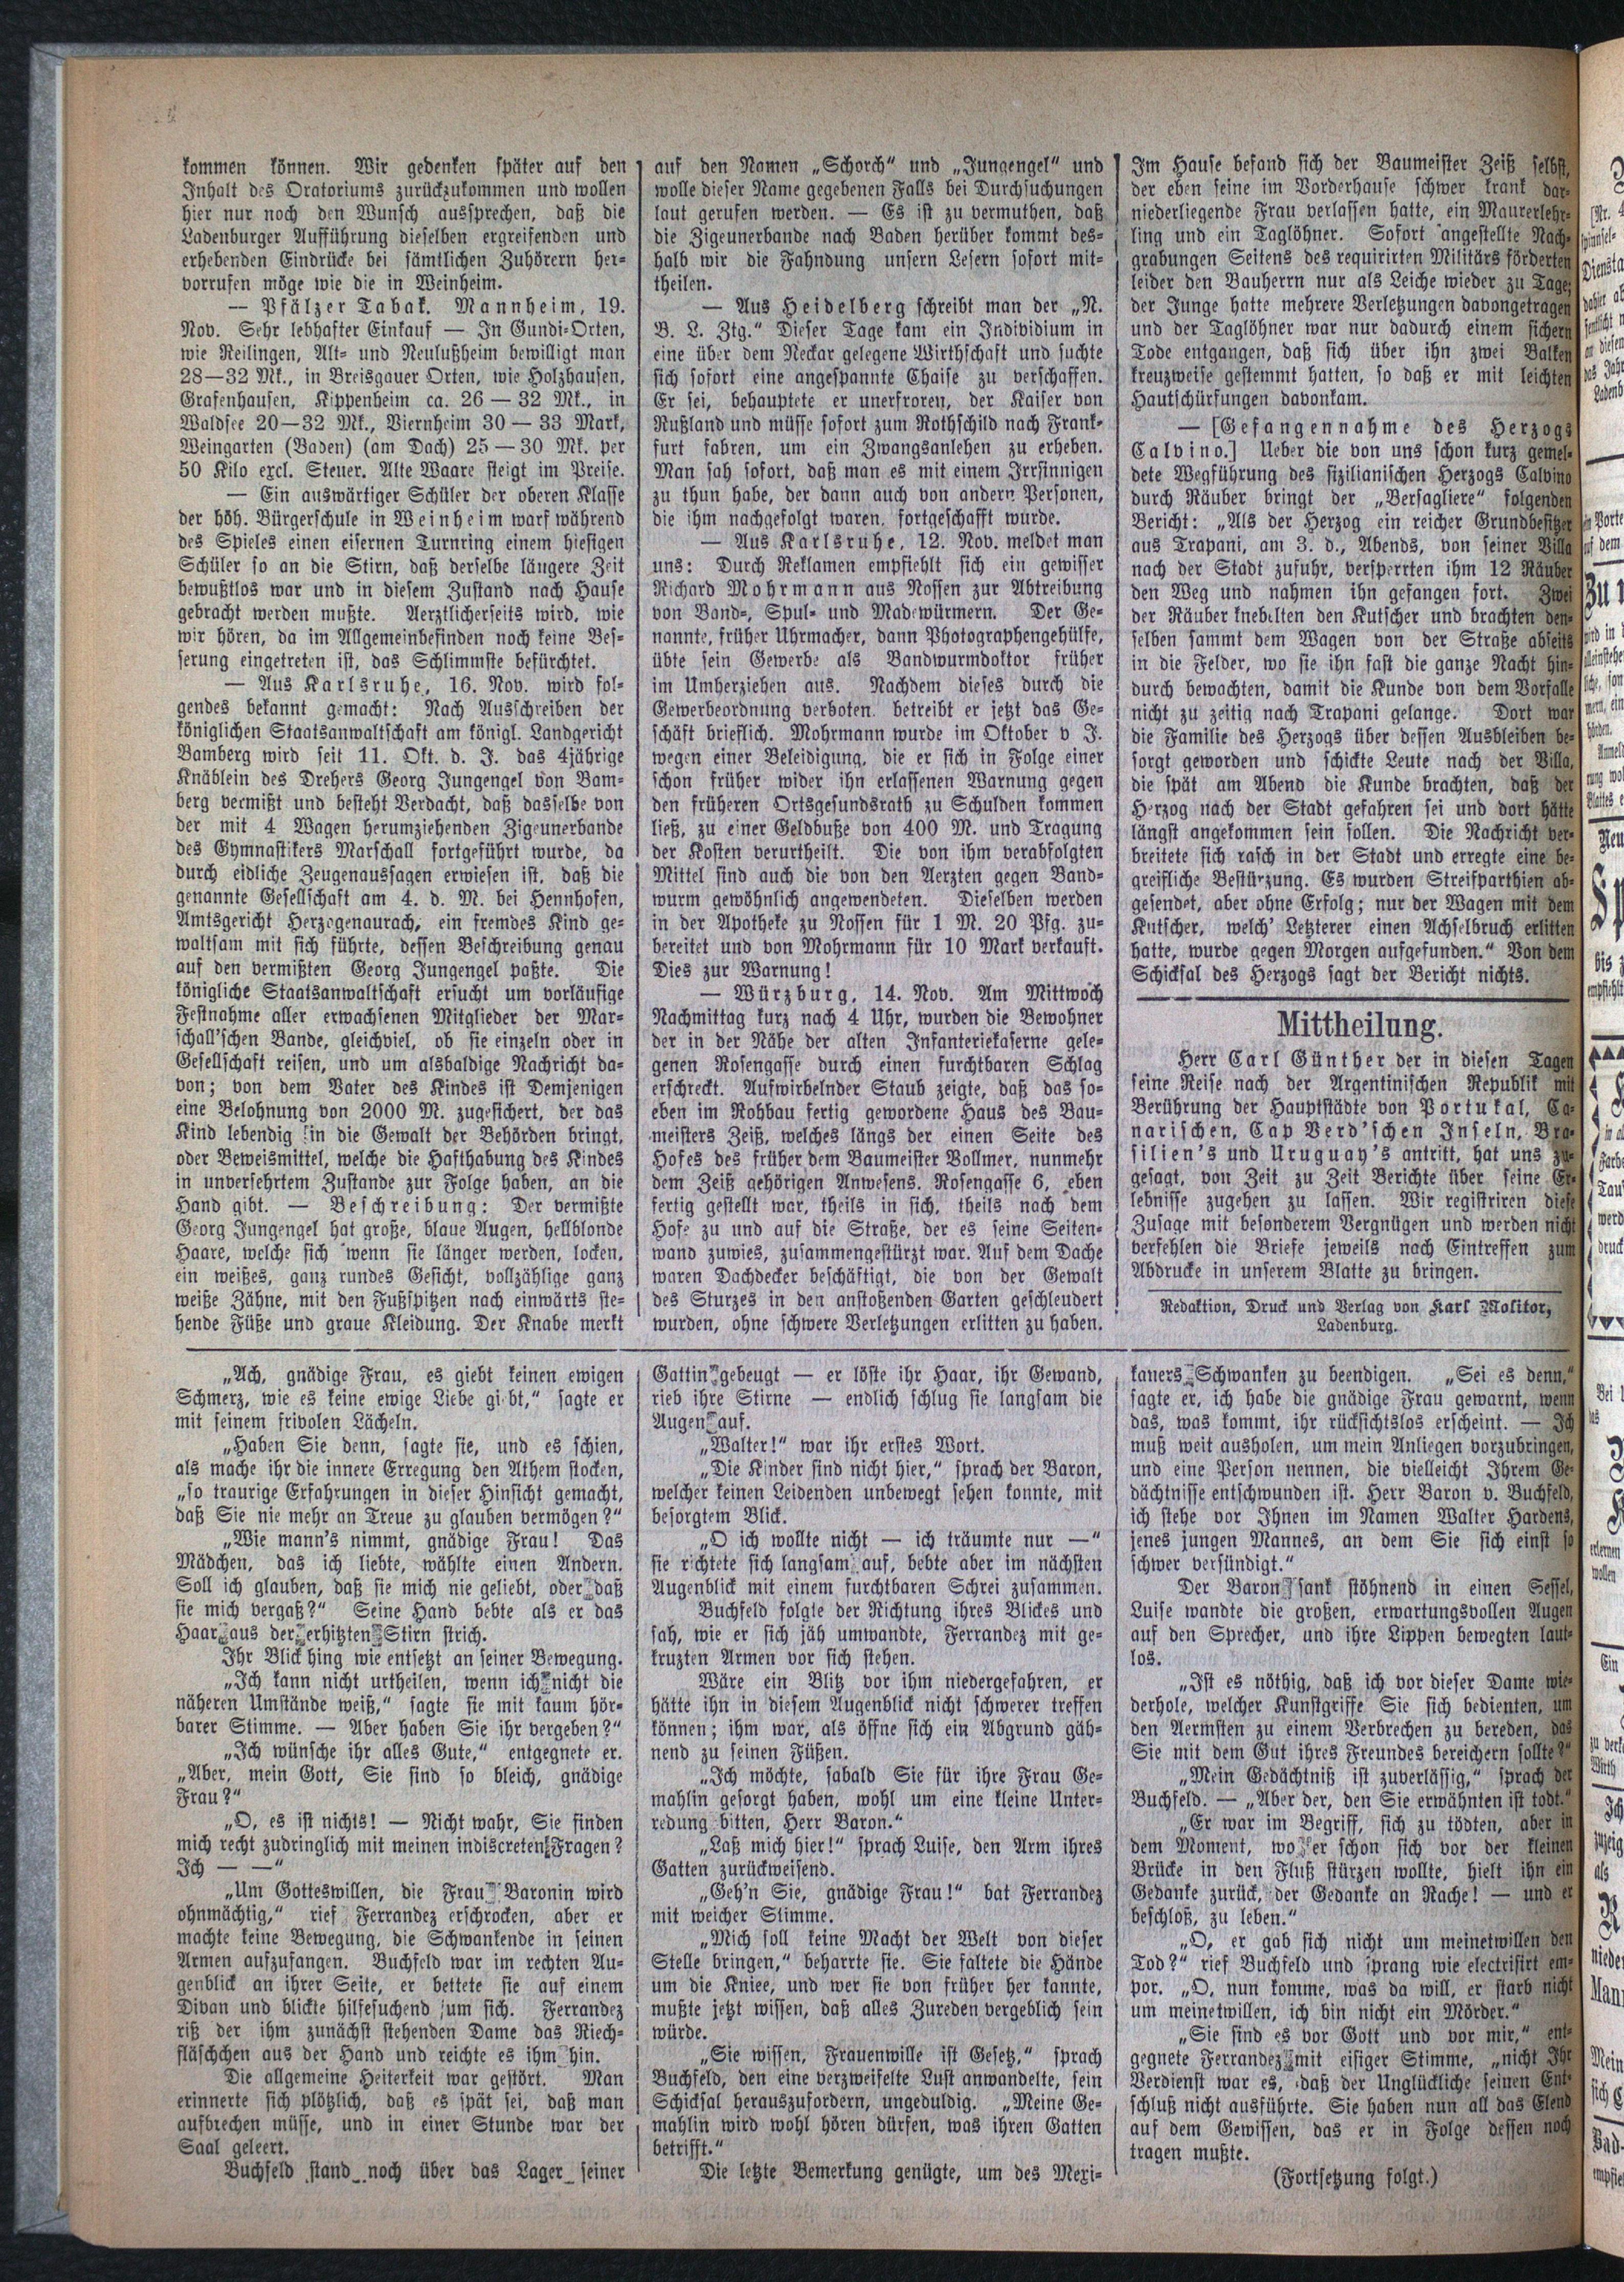 kommen können. Wir gedenken später auf den
Inhalt des Oratoriums zurückzukommen und wollen
hier nur noch den Wunsch aussprechen, daß die
Ladenburger Aufführung dieselben ergreifenden und
erhebenden Eindrücke bei sämtlichen Zuhörern her-
vorrufen möge wie die in Weinheim.
— Pfälzer Tabak. Mannheim, 19.
Nov. Sehr lebhafter Einkauf — In Gundi-Orten,
wie Reilingen, Alt- und Neulußheim bewilligt man
28—32 Mk., in Breisgauer Orten, wie Holzhausen,
Grafenhausen, Kippenheim ca. 26 — 32 Mk., in
Waldsee 20—32 Mk., Viernheim 30 — 33 Mark,
Weingarten (Baden) (am Dach) 25 — 30 Mk. per
50 Kilo excl. Steuer. Alte Waare steigt im Preise.
— Ein auswärtiger Schüler der oberen Klasse
der höh. Bürgerschule in Weinheim warf während
des Spieles einen eisernen Turnring einem hiesigen
Schüler so an die Stirn, daß derselbe längere Zeit
bewußtlos war und in diesem Zustand nach Hause
gebracht werden mußte. Aerztlicherseits wird, wie
wir hören, da im Allgemeinbefinden noch keine Bes-
serung eingetreten ist, das Schlimmste befürchtet.
— Aus Karlsruhe, 16. Nov. wird fol-
gendes bekannt gemacht: Nach Ausschreiben der
königlichen Staatsanwaltschaft am königl. Landgericht
Bamberg wird seit 11. Okt. d. J. das 4jährige
Knäblein des Drehers Georg Jungengel von Bam-
berg vermißt und besteht Verdacht, daß dasselbe von
der mit 4 Wagen herumziehenden Zigeunerbande
des Gymnastikers Marschall fortgeführt wurde, da
durch eidliche Zeugenaussagen erwiesen ist, daß die
genannte Gesellschaft am 4. d. M. bei Hennhofen,
Amtsgericht Herzogenaurach, ein fremdes Kind ge-
waltsam mit sich führte, dessen Beschreibung genau
auf den vermißten Georg Jungengel paßte. Die
königliche Staatsanwaltschaft ersucht um vorläufige
Festnahme aller erwachsenen Mitglieder der Mar-
schall'schen Bande, gleichviel, ob sie einzeln oder in
Gesellschaft reisen, und um alsbaldige Nachricht da-
von; von dem Vater des Kindes ist Demjenigen
eine Belohnung von 2000 M. zugesichert, der das
Kind lebendig in die Gewalt der Behörden bringt,
oder Beweismittel, welche die Hafthabung des Kindes
in unversehrtem Zustande zur Folge haben, an die
Hand gibt. — Beschreibung: Der vermißte
Georg Jungengel hat große, blaue Augen, hellblonde
Haare, welche sich wenn sie länger werden, locken,
ein weißes, ganz rundes Gesicht, vollzählige ganz
weiße Zähne, mit den Fußspitzen nach einwärts ste-
hende Füße und graue Kleidung. Der Knabe merkt
auf den Namen „Schorch“ und „Jungengel“ und
wolle dieser Name gegebenen Falls bei Durchsuchungen
laut gerufen werden. — Es ist zu vermuthen, daß
die Zigeunerbande nach Baden herüber kommt des-
halb wir die Fahndung unsern Lesern sofort mit-
theilen.
— Aus Heidelberg schreibt man der „N.
B. L. Ztg.“ Dieser Tage kam ein Individium in
eine über dem Neckar gelegene Wirthschaft und suchte
sich sofort eine angespannte Chaise zu verschaffen.
Er sei, behauptete er unerfroren, der Kaiser von
Rußland und müsse sofort zum Rothschild nach Frank-
furt fahren, um ein Zwangsanlehen zu erheben.
Man sah sofort, daß man es mit einem Irrsinnigen
zu thun habe, der dann auch von andern Personen,
die ihm nachgefolgt waren, fortgeschafft wurde.
— Aus Karlsruhe, 12. Nov. meldet man
uns: Durch Reklamen empfiehlt sich ein gewisser
Richard Mohrmann aus Nossen zur Abtreibung
von Band-, Spul- und Madewürmern. Der Ge-
nannte, früher Uhrmacher, dann Photographengehülfe,
übte sein Gewerbe als Bandwurmdoktor früher
im Umherziehen aus. Nachdem dieses durch die
Gewerbeordnung verboten, betreibt er jetzt das Ge-
schäft brieflich. Mohrmann wurde im Oktober v J.
wegen einer Beleidigung, die er sich in Folge einer
schon früher wider ihn erlassenen Warnung gegen
den früheren Ortsgesundsrath zu Schulden kommen
ließ, zu einer Geldbuße von 400 M. und Tragung
der Kosten verurtheilt. Die von ihm verabfolgten
Mittel sind auch die von den Aerzten gegen Band-
wurm gewöhnlich angewendeten. Dieselben werden
in der Apotheke zu Nossen für 1 M. 20 Pfg. zu-
bereitet und von Mohrmann für 10 Mark verkauft.
Dies zur Warnung!
— Würzburg, 14. Nov. Am Mittwoch
Nachmittag kurz nach 4 Uhr, wurden die Bewohner
der in der Nähe der alten Infanteriekaserne gele-
genen Rosengasse durch einen furchtbaren Schlag
erschreckt. Aufwirbelnder Staub zeigte, daß das so-
eben im Rohbau fertig gewordene Haus des Bau-
meisters Zeiß, welches längs der einen Seite des
Hofes des früher dem Baumeister Vollmer, nunmehr
dem Zeiß gehörigen Anwesens, Rosengasse 6, eben
fertig gestellt war, theils in sich, theils nach dem
Hofe zu und auf die Straße, der es seine Seiten-
wand zuwies, zusammengestürzt war. Auf dem Dache
waren Dachdecker beschäftigt, die von der Gewalt
des Sturzes in den anstoßenden Garten geschleudert
wurden, ohne schwere Verletzungen erlitten zu haben.
Im Hause befand sich der Baumeister Zeiß selbst,
der eben seine im Vorderhause schwer krank dar-
niederliegende Frau verlassen hatte, ein Maurerlehr-
ling und ein Taglöhner. Sofort angestellte Nach-
grabungen Seitens des requirirten Militärs förderten
leider den Bauherrn nur als Leiche wieder zu Tage;
der Junge hatte mehrere Verletzungen davongetragen
und der Taglöhner war nur dadurch einem sichern
Tode entgangen, daß sich über ihn zwei Balken
kreuzweise gestemmt hatten, so daß er mit leichten
Hautschürfungen davonkam.
— [Gefangennahme des Herzogs
Calvino.] Ueber die von uns schon kurz gemel-
dete Wegführung des sizilianischen Herzogs Calvino
durch Räuber bringt der „Bersagliere“ folgenden
Bericht: „Als der Herzog ein reicher Grundbesitzer
aus Trapani, am 3. d., Abends, von seiner Villa
nach der Stadt zufuhr, versperrten ihm 12 Räuber
den Weg und nahmen ihn gefangen fort. Zwei
der Räuber knebelten den Kutscher und brachten den-
selben sammt dem Wagen von der Straße abseits
in die Felder, wo sie ihn fast die ganze Nacht hin-
durch bewachten, damit die Kunde von dem Vorfalle
nicht zu zeitig nach Trapani gelange. Dort war
die Familie des Herzogs über dessen Ausbleiben be-
sorgt geworden und schickte Leute nach der Villa,
die spät am Abend die Kunde brachten, daß der
Herzog nach der Stadt gefahren sei und dort hätte
längst angekommen sein sollen. Die Nachricht ver-
breitete sich rasch in der Stadt und erregte eine be-
greifliche Bestürzung. Es wurden Streifparthien ab-
gesendet, aber ohne Erfolg; nur der Wagen mit dem
Kutscher, welch' Letzterer einen Achselbruch erlitten
hatte, wurde gegen Morgen aufgefunden.“ Von dem
Schicksal des Herzogs sagt der Bericht nichts.
Mittheilung.
Herr Carl Günther der in diesen Tagen
seine Reise nach der Argentinischen Republik mit
Berührung der Hauptstädte von Portukal, Ca-
narischen, Cap Verd'schen Inseln, Bra-
silien's und Uruguay's antritt, hat uns zu-
gesagt, von Zeit zu Zeit Berichte über seine Er-
lebnisse zugehen zu lassen. Wir registriren diese
Zusage mit besonderem Vergnügen und werden nicht
verfehlen die Briefe jeweils nach Eintreffen zum
Abdrucke in unserem Blatte zu bringen.
Redaktion, Druck und Verlag von Karl Molitor,
Ladenburg.
„Ach, gnädige Frau, es giebt keinen ewigen
Schmerz, wie es keine ewige Liebe giebt,“ sagte er
mit seinem frivolen Lächeln.
„Haben Sie denn, sagte sie, und es schien,
als mache ihr die innere Erregung den Athem stocken,
„so traurige Erfahrungen in dieser Hinsicht gemacht,
daß Sie nie mehr an Treue zu glauben vermögen?“
„Wie mann's nimmt, gnädige Frau! Das
Mädchen, das ich liebte, wählte einen Andern.
Soll ich glauben, daß sie mich nie geliebt, oder daß
sie mich vergaß?“ Seine Hand bebte als er das
Haar aus der erhitzten Stirn strich.
Ihr Blick hing wie entsetzt an seiner Bewegung.
„Ich kann nicht urtheilen, wenn ich nicht die
näheren Umstände weiß,“ sagte sie mit kaum hör-
barer Stimme. — Aber haben Sie ihr vergeben?“
„Ich wünsche ihr alles Gute,“ entgegnete er.
„Aber, mein Gott, Sie sind so bleich, gnädige
Frau?“
„O, es ist nichts! — Nicht wahr, Sie finden
mich recht zudringlich mit meinen indiscreten Fragen?
Ich — —“
„Um Gotteswillen, die Frau Baronin wird
ohnmächtig,“ rief Ferrandez erschrocken, aber er
machte keine Bewegung, die Schwankende in seinen
Armen aufzufangen. Buchfeld war im rechten Au-
genblick an ihrer Seite, er bettete sie auf einem
Divan und blickte hilfesuchend um sich. Ferrandez
riß der ihm zunächst stehenden Dame das Riech-
fläschchen aus der Hand und reichte es ihm hin.
Die allgemeine Heiterkeit war gestört. Man
erinnerte sich plötzlich, daß es spät sei, daß man
aufbrechen müsse, und in einer Stunde war der
Saal geleert.
Buchfeld stand noch über das Lager seiner
Gattin gebeugt — er löste ihr Haar, ihr Gewand,
rieb ihre Stirne — endlich schlug sie langsam die
Augen auf.
„Walter!“ war ihr erstes Wort.
„Die Kinder sind nicht hier,“ sprach der Baron,
welcher keinen Leidenden unbewegt sehen konnte, mit
besorgtem Blick.
„O ich wollte nicht — ich träumte nur —“
sie richtete sich langsam auf, bebte aber im nächsten
Augenblick mit einem furchtbaren Schrei zusammen.
Buchfeld folgte der Richtung ihres Blickes und
sah, wie er sich jäh umwandte, Ferrandez mit ge-
kruzten Armen vor sich stehen.
Wäre ein Blitz vor ihm niedergefahren, er
hätte ihn in diesem Augenblick nicht schwerer treffen
können; ihm war, als öffne sich ein Abgrund gäh-
nend zu seinen Füßen.
„Ich möchte, sabald Sie für ihre Frau Ge-
mahlin gesorgt haben, wohl um eine kleine Unter-
redung bitten, Herr Baron.“
„Laß mich hier!“ sprach Luise, den Arm ihres
Gatten zurückweisend.
„Geh'n Sie, gnädige Frau!“ bat Ferrandez
mit weicher Stimme.
„Mich soll keine Macht der Welt von dieser
Stelle bringen,“ beharrte sie. Sie faltete die Hände
um die Kniee, und wer sie von früher her kannte,
mußte jetzt wissen, daß alles Zureden vergeblich sein
würde.
„Sie wissen, Frauenwille ist Gesetz,“ sprach
Buchfeld, den eine verzweifelte Lust anwandelte, sein
Schicksal herauszufordern, ungeduldig. „Meine Ge-
mahlin wird wohl hören dürfen, was ihren Gatten
betrifft.“
Die letzte Bemerkung genügte, um des Mexi-
kaners Schwanken zu beendigen. „Sei es denn,“
sagte er, ich habe die gnädige Frau gewarnt, wenn
das, was kommt, ihr rücksichtslos erscheint. — Ich
muß weit ausholen, um mein Anliegen vorzubringen,
und eine Person nennen, die vielleicht Ihrem Ge-
dächtnisse entschwunden ist. Herr Baron v. Buchfeld,
ich stehe vor Ihnen im Namen Walter Hardens,
jenes jungen Mannes, an dem Sie sich einst so
schwer versündigt.“
Der Baron sank stöhnend in einen Sessel,
Luise wandte die großen, erwartungsvollen Augen
auf den Sprecher, und ihre Lippen bewegten laut-
los.
„Ist es nöthig, daß ich vor dieser Dame wie-
derhole, welcher Kunstgriffe Sie sich bedienten, um
den Aermsten zu einem Verbrechen zu bereden, das
Sie mit dem Gut ihres Freundes bereichern sollte?“
„Mein Gedächtniß ist zuverlässig,“ sprach der
Buchfeld. — „Aber der, den Sie erwähnten ist todt.“
„Er war im Begriff, sich zu tödten, aber in
dem Moment, wo er schon sich vor der kleinen
Brücke in den Fluß stürzen wollte, hielt ihn ein
Gedanke zurück, der Gedanke an Rache! — und er
beschloß, zu leben.“
„O, er gab sich nicht um meinetwillen den
Tod?“ rief Buchfeld und sprang wie electrisirt em-
por. „O, nun komme, was da will, er starb nicht
um meinetwillen, ich bin nicht ein Mörder.“
„Sie sind es vor Gott und vor mir,“ ent-
gegnete Ferrandez mit eisiger Stimme, „nicht Ihr
Verdienst war es, daß der Unglückliche seinen Ent-
schluß nicht ausführte. Sie haben nun all das Elend
auf dem Gewissen, das er in Folge dessen noch
tragen mußte.
(Fortsetzung folgt.)